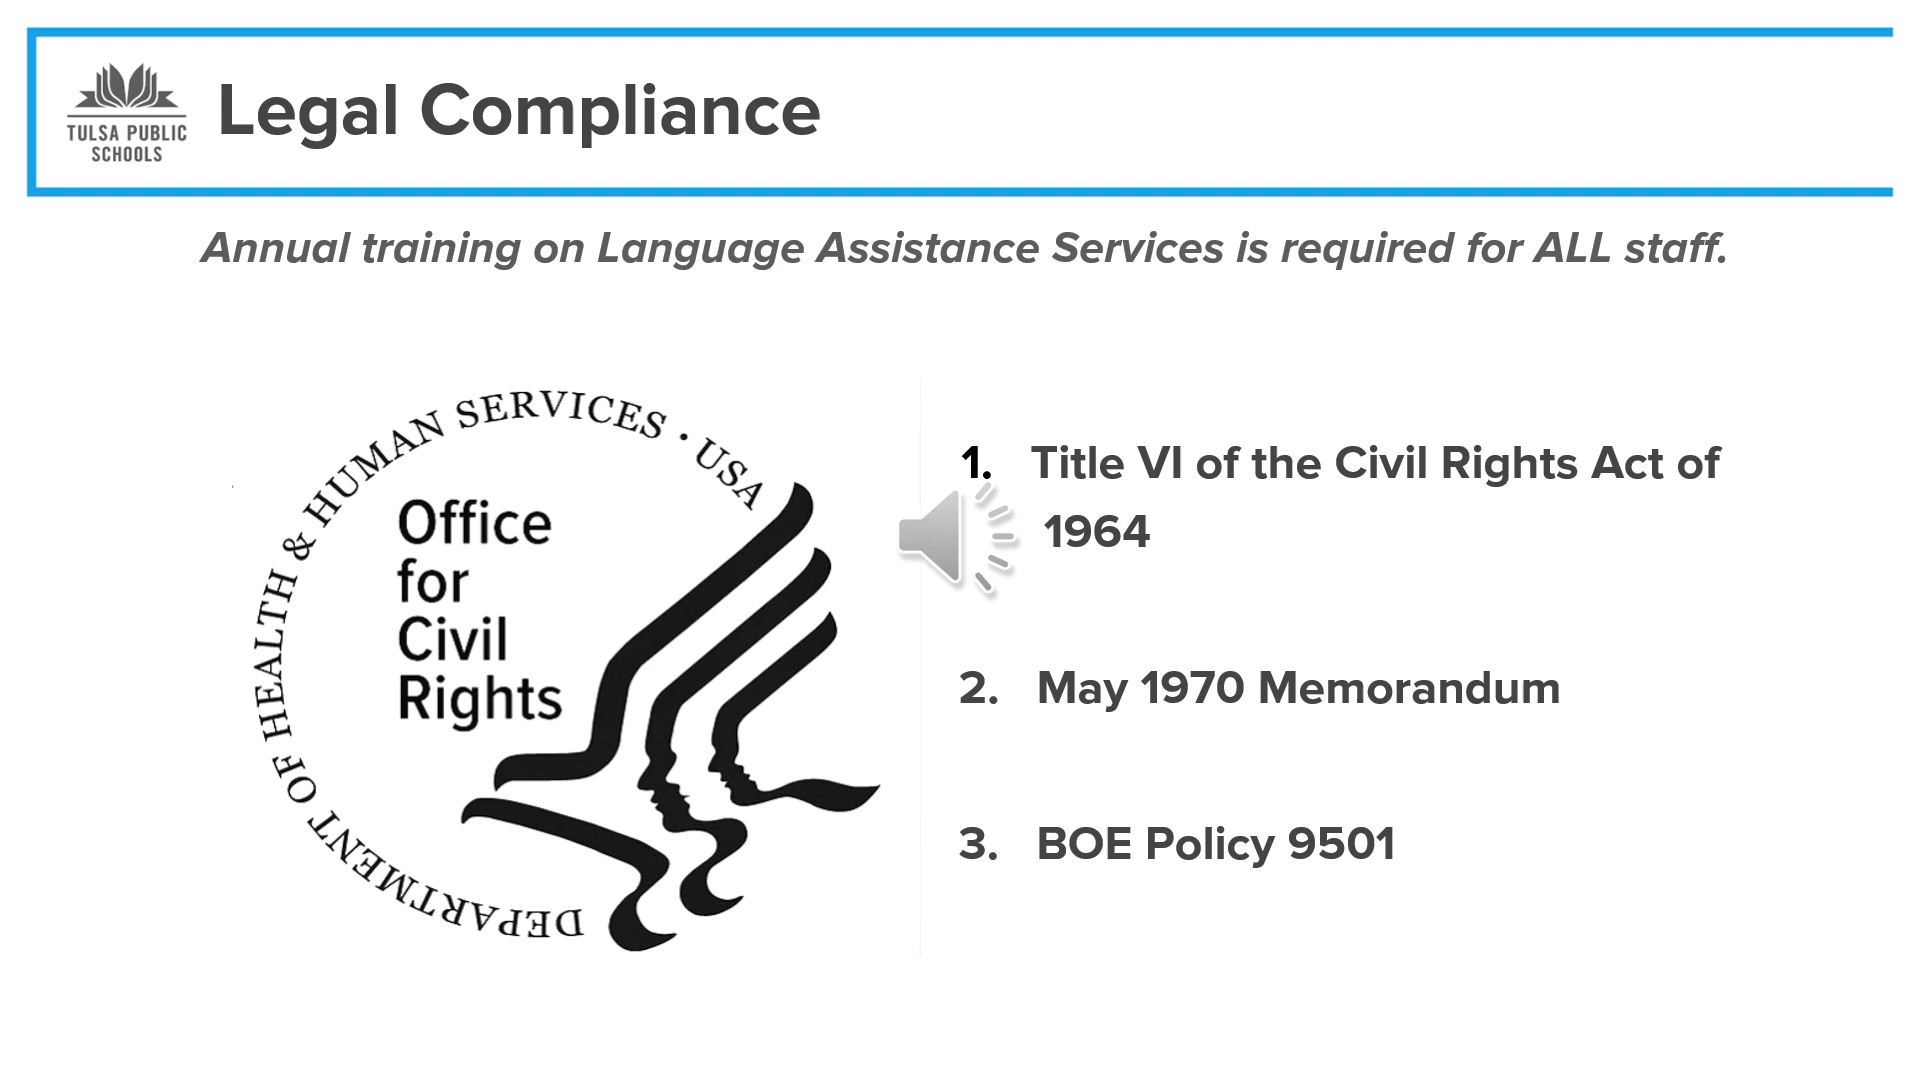 TULSA PUBLIC
SCHOOLS
Legal Compliance
Annual training on Language Assistance Services is required for ALL staff.
DEPARTMENT OF HEALTH & HUMAN SERVICES · USA
Office
for
Civil
Rights
1. Title VI of the Civil Rights Act of
1964
2. May 1970 Memorandum
3. BOE Policy 9501